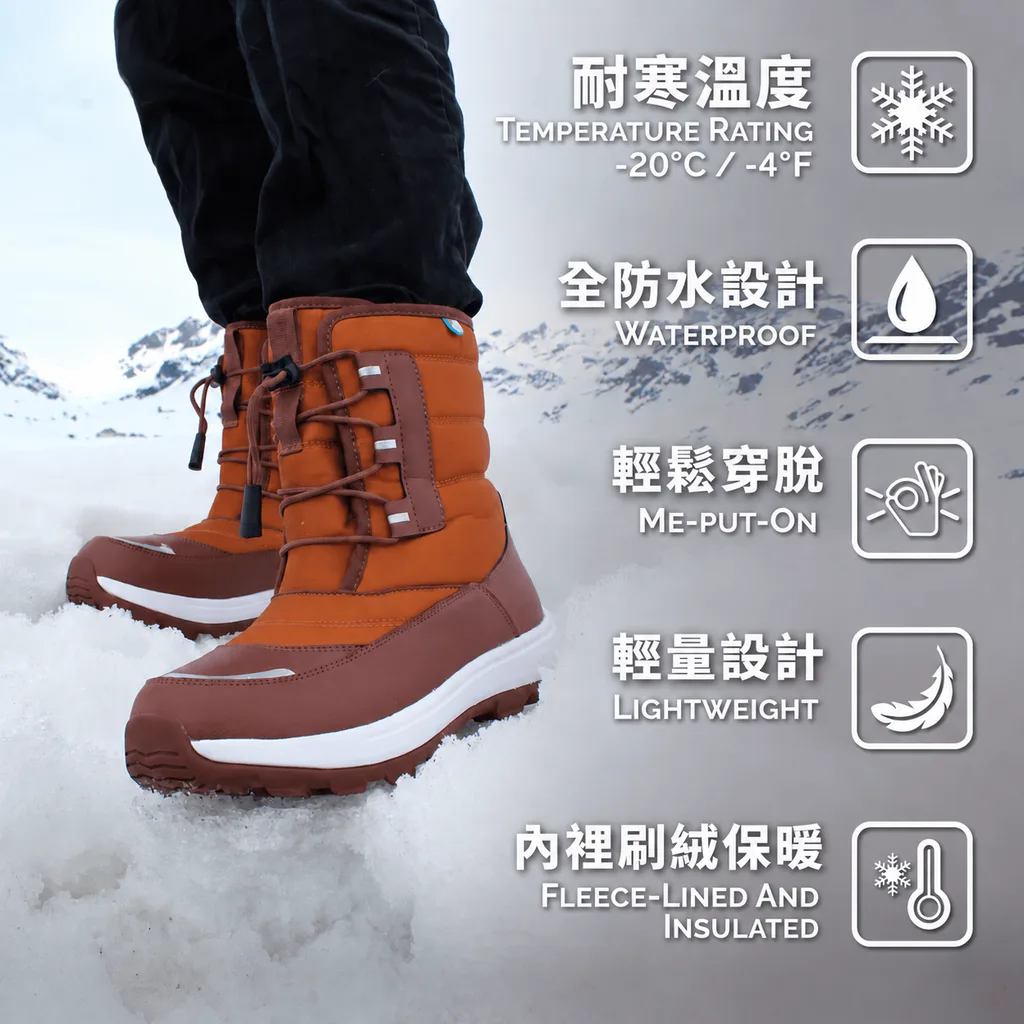 耐寒溫度
TEMPERATURE RATING
-20°C / -4°F
全防水設計
WATERPROOF
輕鬆穿脫
ME-PUT-ON
輕量設計
LIGHTWEIGHT
內裡刷絨保暖
FLEECE-LINED AND
INSULATED